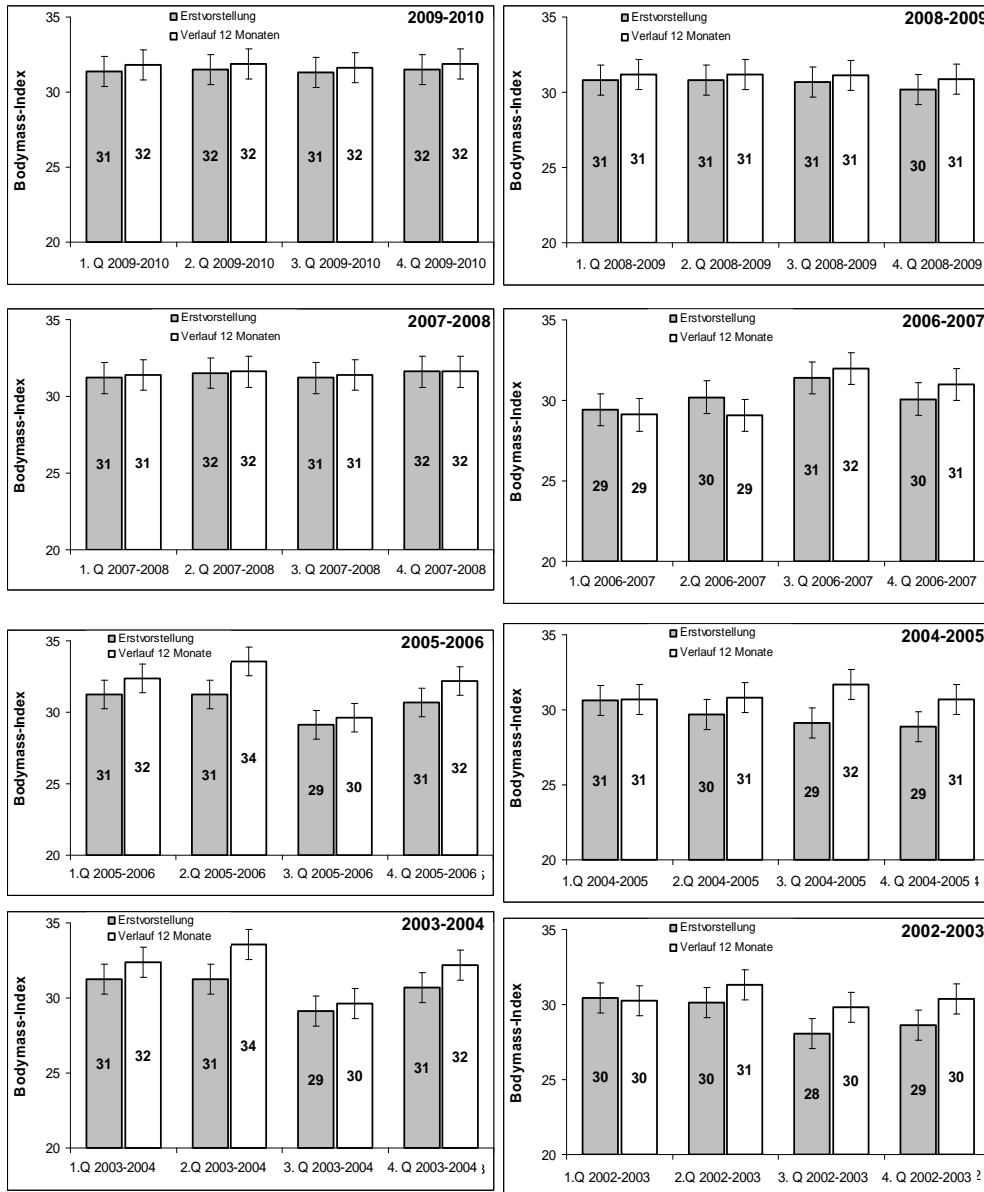 2009-2010
Erstvorstellung
Verlauf 12 Monaten
Bodymass-Index
35
30
25
20
31 32 32 32 31 32 32 32
1. Q 2009-2010 2. Q 2009-2010 3. Q 2009-2010 4. Q 2009-2010
2008-2009
Erstvorstellung
Verlauf 12 Monaten
Bodymass-Index
35
30
25
20
31 31 31 31 31 31 30 31
1. Q 2008-2009 2. Q 2008-2009 3. Q 2008-2009 4. Q 2008-2009
2007-2008
Erstvorstellung
Verlauf 12 Monaten
Bodymass-Index
35
30
25
20
31 31 32 32 31 31 32 32
1. Q 2007-2008 2. Q 2007-2008 3. Q 2007-2008 4. Q 2007-2008
2006-2007
Erstvorstellung
Verlauf 12 Monate
Bodymass-Index
35
30
25
20
29 29 30 29 31 32 30 31
1.Q 2006-2007 2.Q 2006-2007 3. Q 2006-2007 4. Q 2006-2007
2005-2006
Erstvorstellung
Verlauf 12 Monate
Bodymass-Index
35
30
25
20
31 32 31 34 29 30 31 32
1.Q 2005-2006 2.Q 2005-2006 3. Q 2005-2006 4. Q 2005-2006
2004-2005
Erstvorstellung
Verlauf 12 Monate
Bodymass-Index
35
30
25
20
31 31 30 31 29 32 29 31
1.Q 2004-2005 2.Q 2004-2005 3. Q 2004-2005 4. Q 2004-2005
2003-2004
Erstvorstellung
Verlauf 12 Monate
Bodymass-Index
35
30
25
20
31 32 31 34 29 30 31 32
1.Q 2003-2004 2.Q 2003-2004 3. Q 2003-2004 4. Q 2003-2004
2002-2003
Erstvorstellung
Verlauf 12 Monate
Bodymass-Index
35
30
25
20
30 30 30 31 28 30 29 30
1.Q 2002-2003 2.Q 2002-2003 3. Q 2002-2003 4. Q 2002-2003